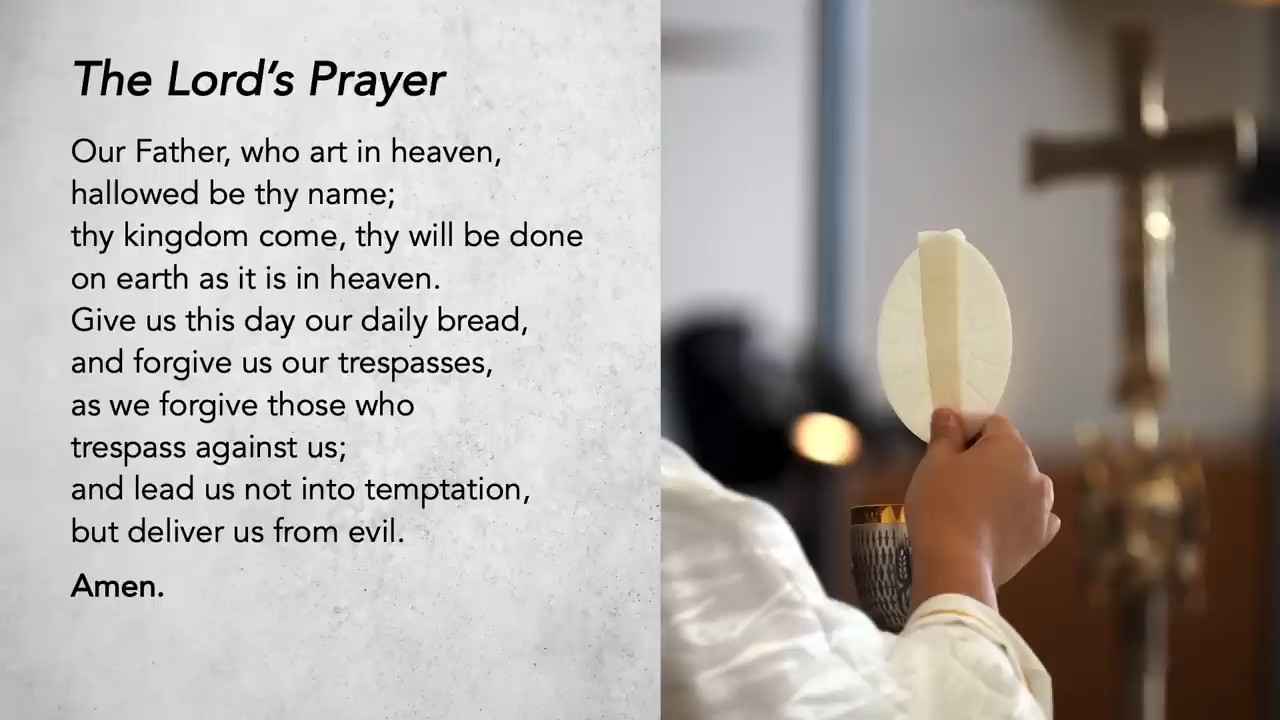 The Lord's Prayer
Our Father, who art in heaven,
hallowed be thy name;
thy kingdom come, thy will be done
on earth as it is in heaven.
Give us this day our daily bread,
and forgive us our trespasses,
as we forgive those who
trespass against us;
and lead us not into temptation,
but deliver us from evil.
Amen.